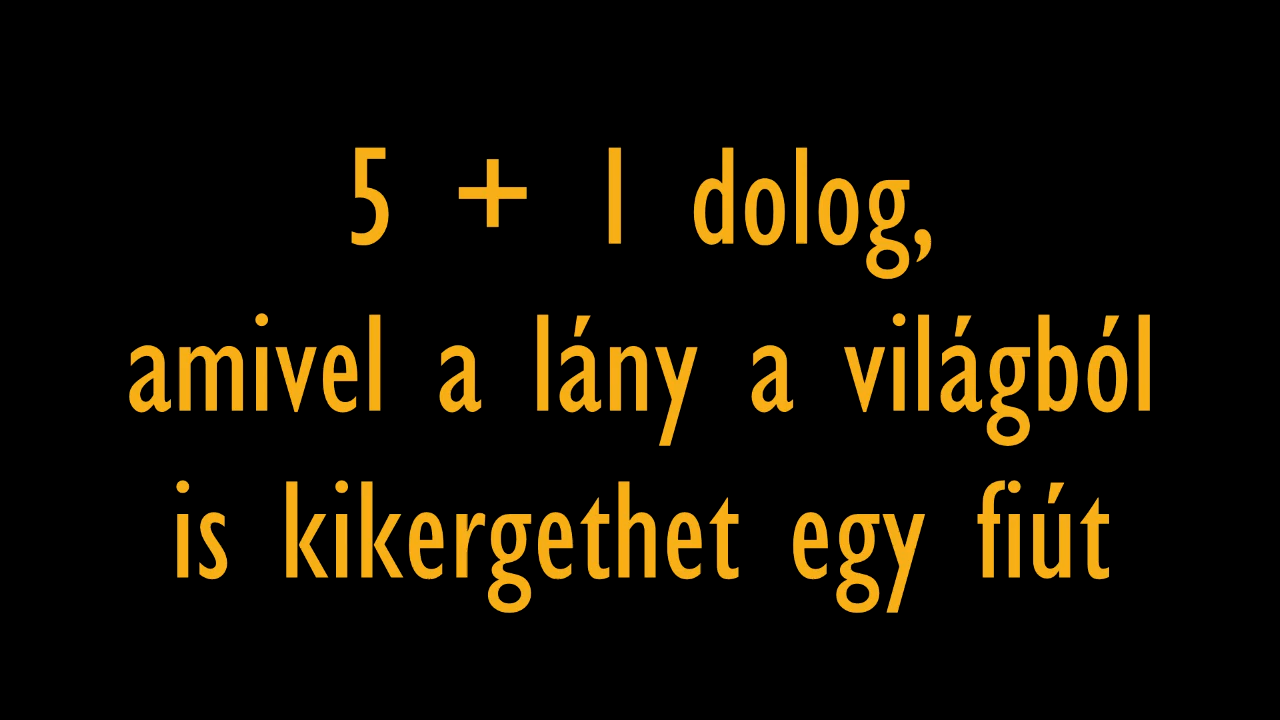 5 + 1 dolog,
amivel a lány a világból
is kikergethet egy fiút